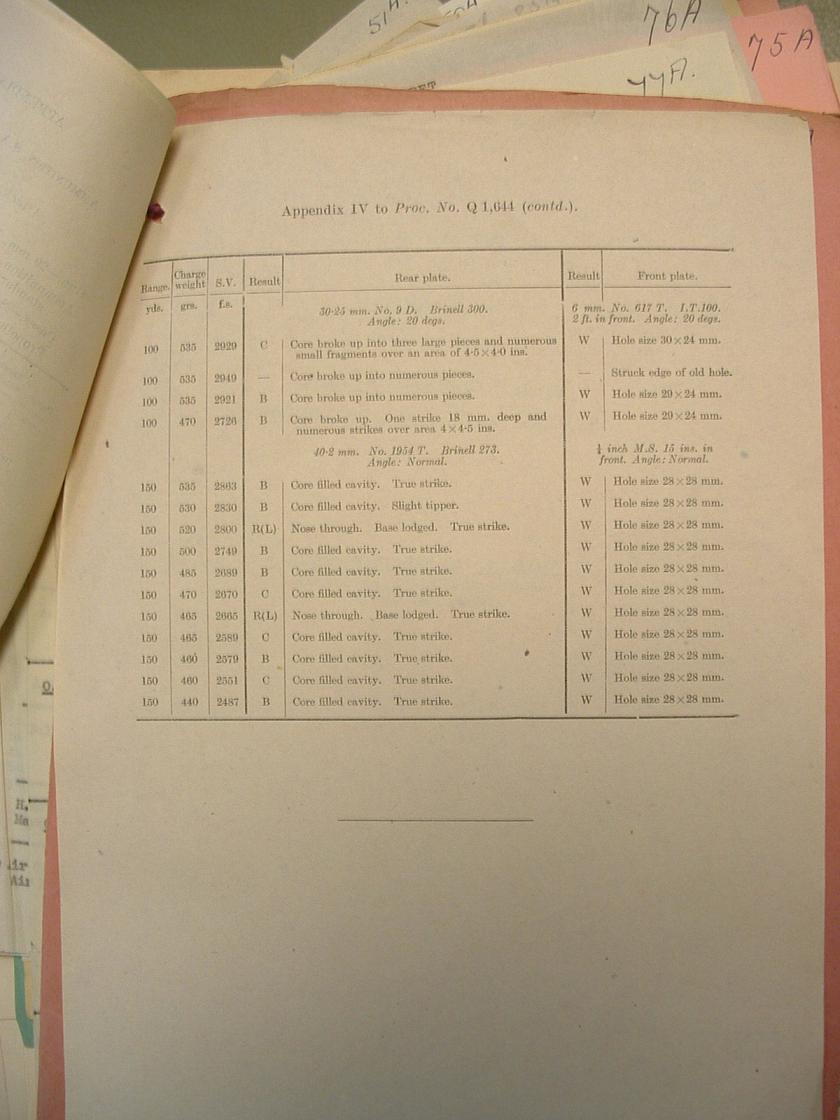 51A.
76A
75A
77A.
Appendix IV to Proc. No. Q 1,644 (contd.).
Range. Charge weight S.V. Result Rear plate. Result Front plate.
yds. grs. f.s. 30·25 mm. No. 9 D. Brinell 300. 6 mm. No. 617 T. I.T.100.
Angle: 20 degs. 2 ft. in front. Angle: 20 degs.
100 535 2929 C Core broke up into three large pieces and numerous W Hole size 30×24 mm.
small fragments over an area of 4·5×4·0 ins.
100 535 2949 — Core broke up into numerous pieces. — Struck edge of old hole.
100 535 2921 B Core broke up into numerous pieces. W Hole size 29×24 mm.
100 470 2726 B Core broke up. One strike 18 mm. deep and W Hole size 29×24 mm.
numerous strikes over area 4×4·5 ins.
40·2 mm. No. 1954 T. Brinell 273. ¼ inch M.S. 15 ins. in
Angle: Normal. front. Angle: Normal.
150 535 2863 B Core filled cavity. True strike. W Hole size 28×28 mm.
150 530 2830 B Core filled cavity. Slight tipper. W Hole size 28×28 mm.
150 520 2800 R(L) Nose through. Base lodged. True strike. W Hole size 28×28 mm.
150 500 2749 B Core filled cavity. True strike. W Hole size 28×28 mm.
150 485 2689 B Core filled cavity. True strike. W Hole size 28×28 mm.
150 470 2670 C Core filled cavity. True strike. W Hole size 28×28 mm.
150 465 2665 R(L) Nose through. Base lodged. True strike. W Hole size 28×28 mm.
150 465 2589 C Core filled cavity. True strike. W Hole size 28×28 mm.
150 460 2579 B Core filled cavity. True strike. W Hole size 28×28 mm.
150 460 2551 C Core filled cavity. True strike. W Hole size 28×28 mm.
150 440 2487 B Core filled cavity. True strike. W Hole size 28×28 mm.